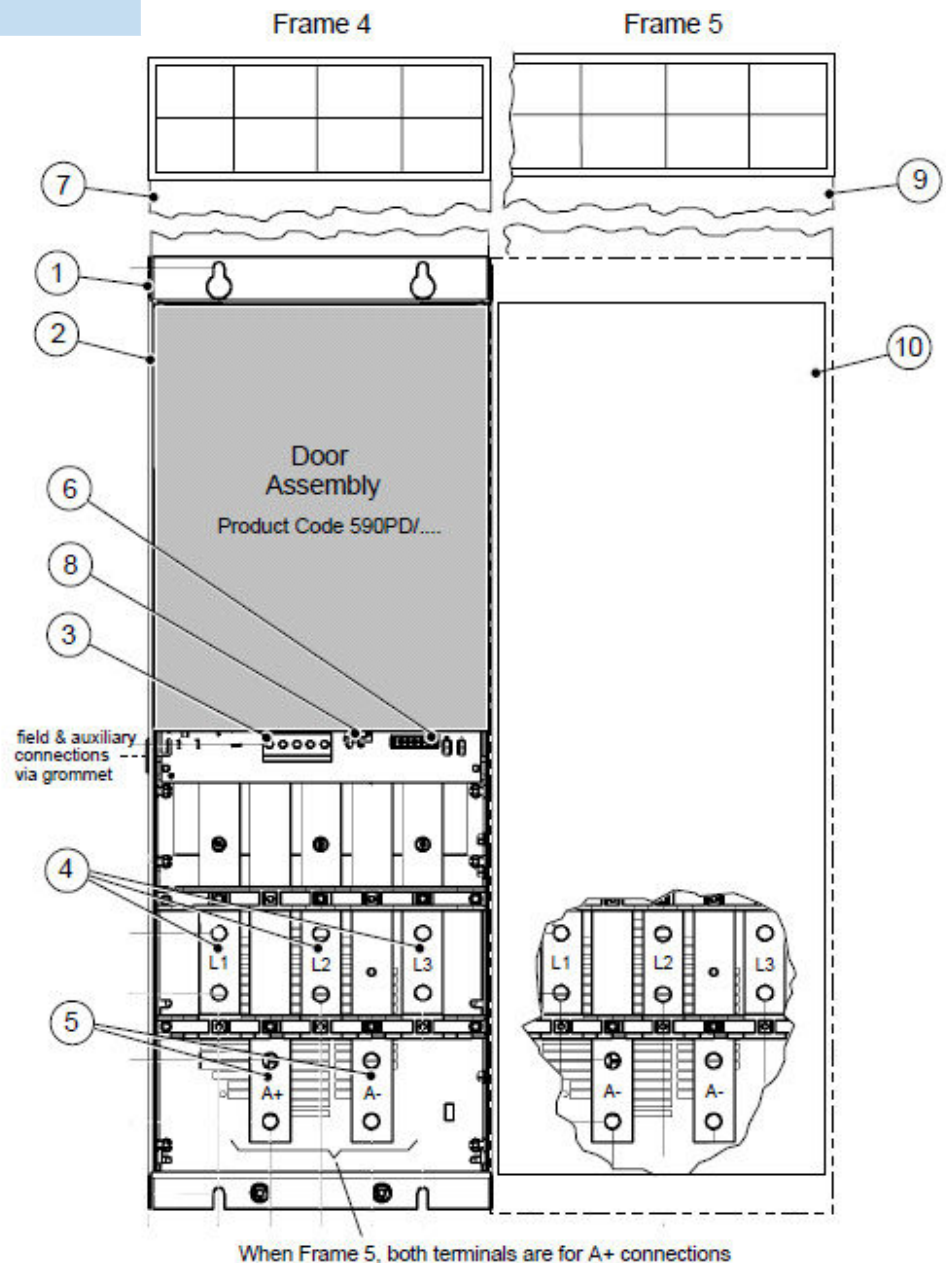 Frame 4
Frame 5
7
9
1
2
10
Door
Assembly
Product Code 590PD/....
6
8
3
field & auxiliary
connections
via grommet
4
L1
L2
L3
L1
L2
L3
5
A+
A-
A-
A-
When Frame 5, both terminals are for A+ connections